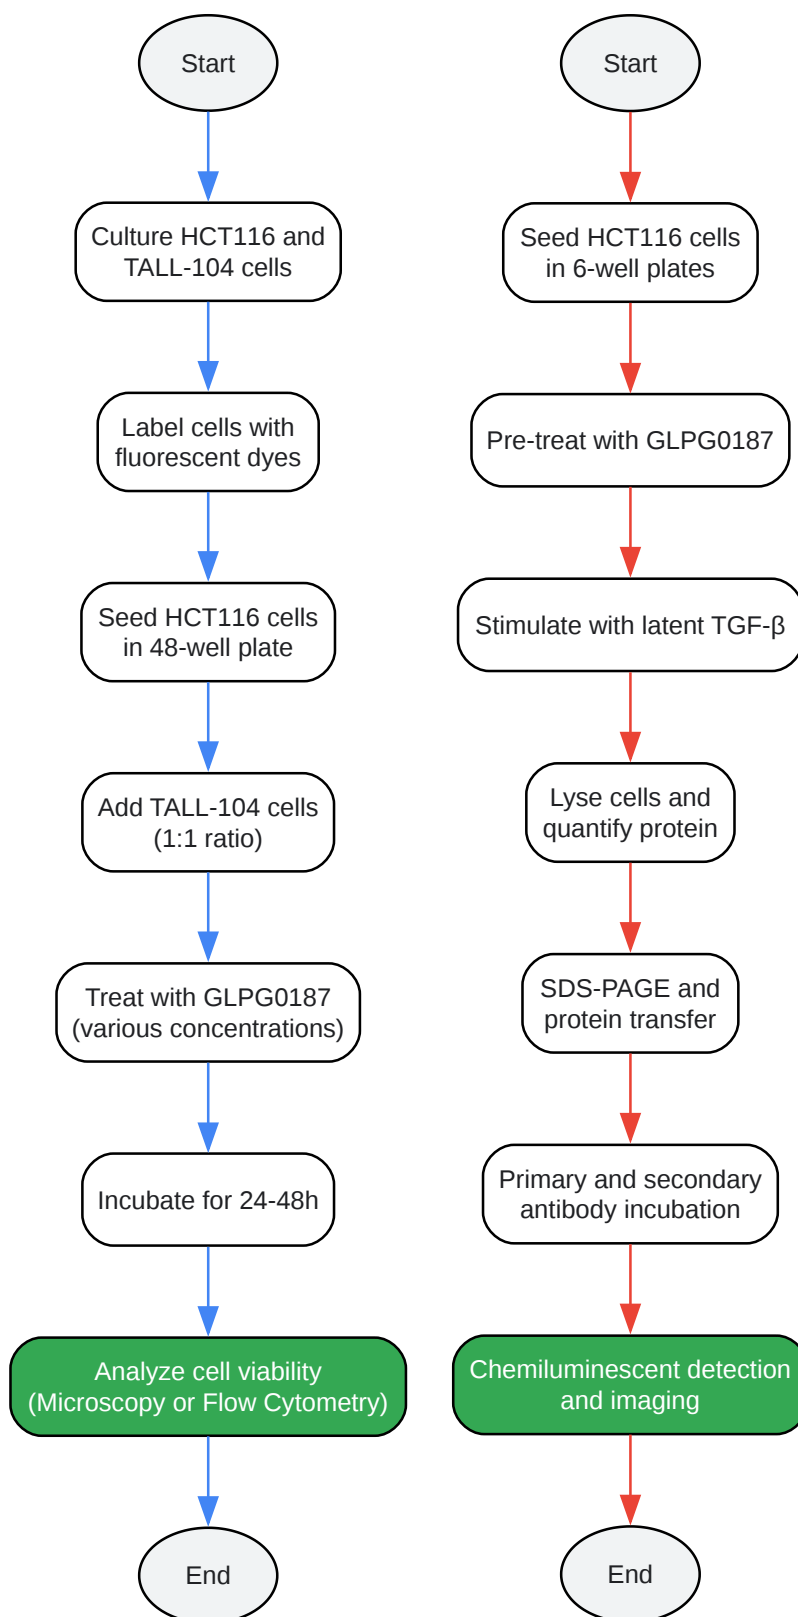 Start
Culture HCT116 and
TALL-104 cells
Label cells with
fluorescent dyes
Seed HCT116 cells
in 48-well plate
Add TALL-104 cells
(1:1 ratio)
Treat with GLPG0187
(various concentrations)
Incubate for 24-48h
Analyze cell viability
(Microscopy or Flow Cytometry)
End
Start
Seed HCT116 cells
in 6-well plates
Pre-treat with GLPG0187
Stimulate with latent TGF-β
Lyse cells and
quantify protein
SDS-PAGE and
protein transfer
Primary and secondary
antibody incubation
Chemiluminescent detection
and imaging
End